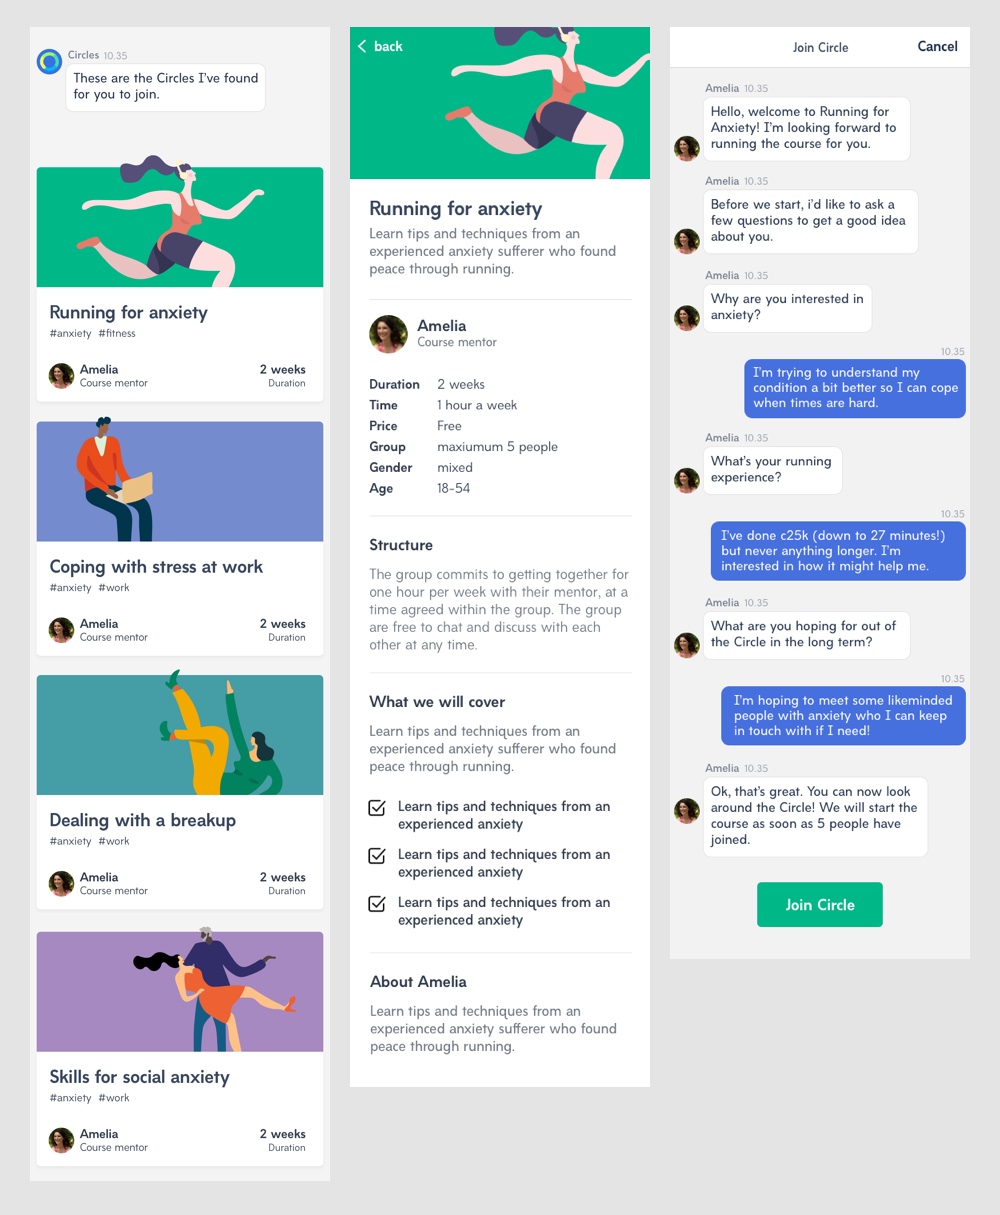 Circles 10.35
These are the Circles I've found
for you to join.
Running for anxiety
#anxiety #fitness
Amelia
Course mentor
2 weeks
Duration
Coping with stress at work
#anxiety #work
Amelia
Course mentor
2 weeks
Duration
Dealing with a breakup
#anxiety #work
Amelia
Course mentor
2 weeks
Duration
Skills for social anxiety
#anxiety #work
Amelia
Course mentor
2 weeks
Duration
back
Running for anxiety
Learn tips and techniques from an
experienced anxiety sufferer who found
peace through running.
Amelia
Course mentor
Duration 2 weeks
Time 1 hour a week
Price Free
Group maxiumum 5 people
Gender mixed
Age 18-54
Structure
The group commits to getting together for
one hour per week with their mentor, at a
time agreed within the group. The group
are free to chat and discuss with each
other at any time.
What we will cover
Learn tips and techniques from an
experienced anxiety sufferer who found
peace through running.
Learn tips and techniques from an
experienced anxiety
Learn tips and techniques from an
experienced anxiety
Learn tips and techniques from an
experienced anxiety
About Amelia
Learn tips and techniques from an
experienced anxiety sufferer who found
peace through running.
Join Circle
Cancel
Amelia 10.35
Hello, welcome to Running for
Anxiety! I'm looking forward to
running the course for you.
Amelia 10.35
Before we start, i'd like to ask a
few questions to get a good idea
about you.
Amelia 10.35
Why are you interested in
anxiety?
10.35
I'm trying to understand my
condition a bit better so I can cope
when times are hard.
Amelia 10.35
What's your running
experience?
10.35
I've done c25k (down to 27 minutes!)
but never anything longer. I'm
interested in how it might help me.
Amelia 10.35
What are you hoping for out of
the Circle in the long term?
10.35
I'm hoping to meet some likeminded
people with anxiety who I can keep
in touch with if I need!
Amelia 10.35
Ok, that's great. You can now look
around the Circle! We will start the
course as soon as 5 people have
joined.
Join Circle